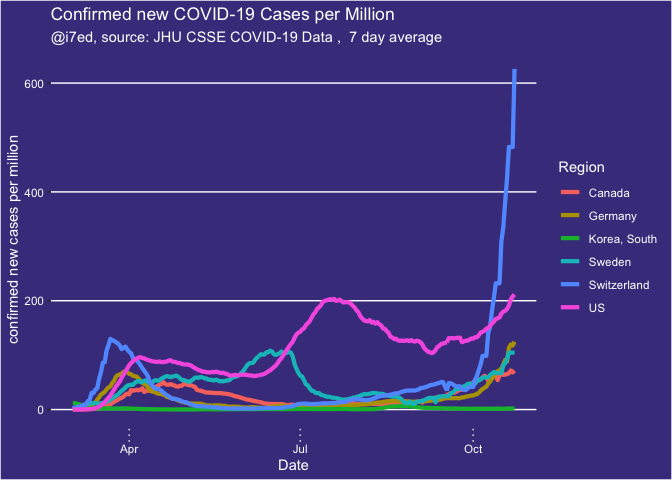 Confirmed new COVID-19 Cases per Million
@i7ed, source: JHU CSSE COVID-19 Data ,  7 day average
confirmed new cases per million
600
400
200
0
Apr
Jul
Oct
Date
Region
Canada
Germany
Korea, South
Sweden
Switzerland
US